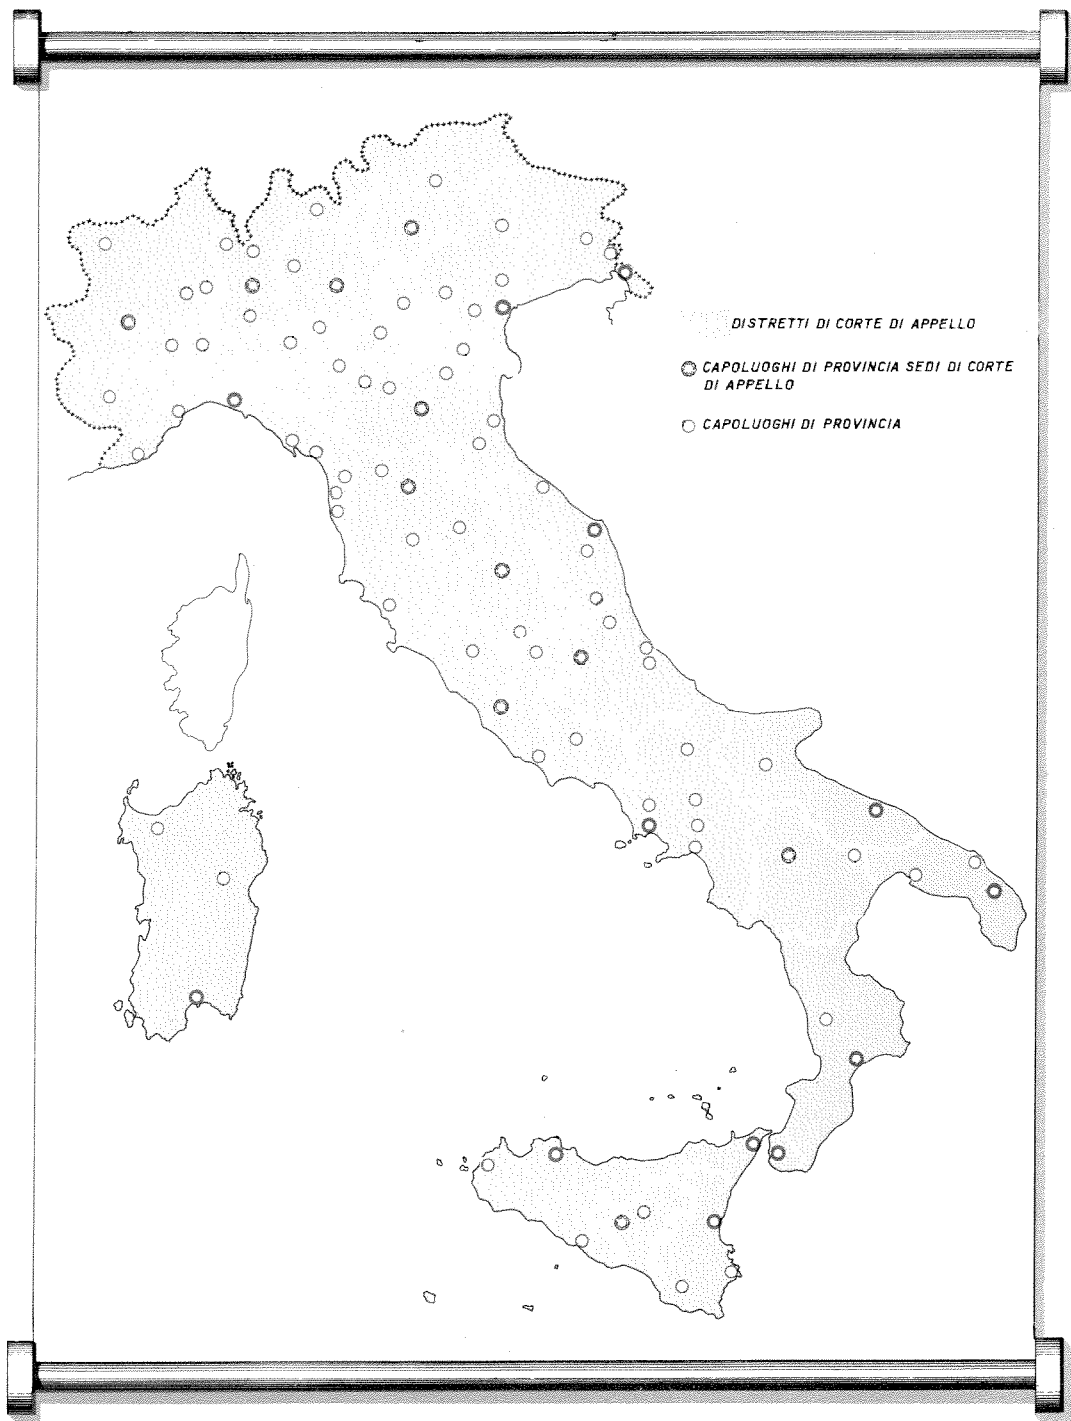 DISTRETTI DI CORTE DI APPELLO
CAPOLUOGHI DI PROVINCIA SEDI DI CORTE
DI APPELLO
CAPOLUOGHI DI PROVINCIA